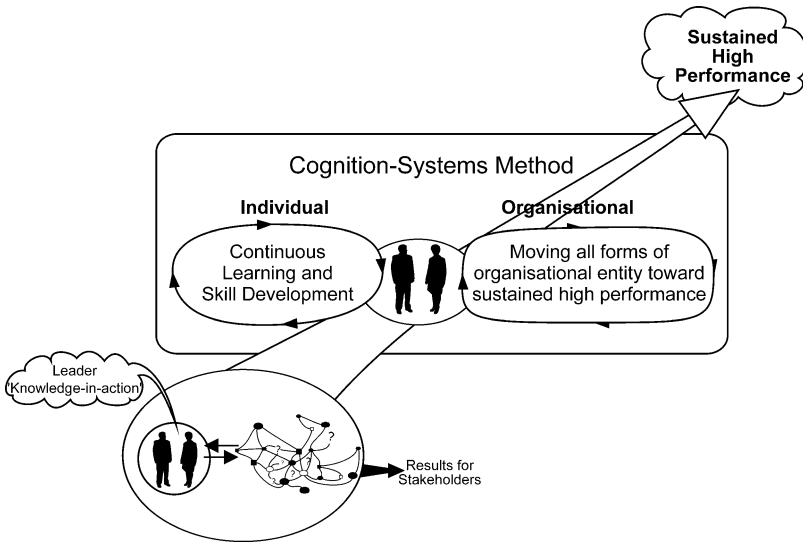 Sustained
High
Performance
Cognition-Systems Method
Individual
Organisational
Continuous
Learning and
Skill Development
Moving all forms of
organisational entity toward
sustained high performance
Leader
'Knowledge-in-action'
? ? ? ? ?
Results for
Stakeholders